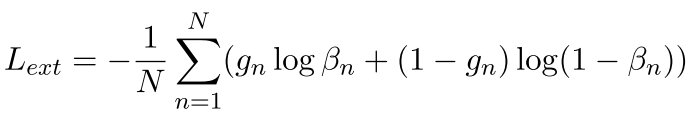 $L_{ext} = -\frac{1}{N} \sum_{n=1}^{N} (g_n \log \beta_n + (1 - g_n) \log(1 - \beta_n))$